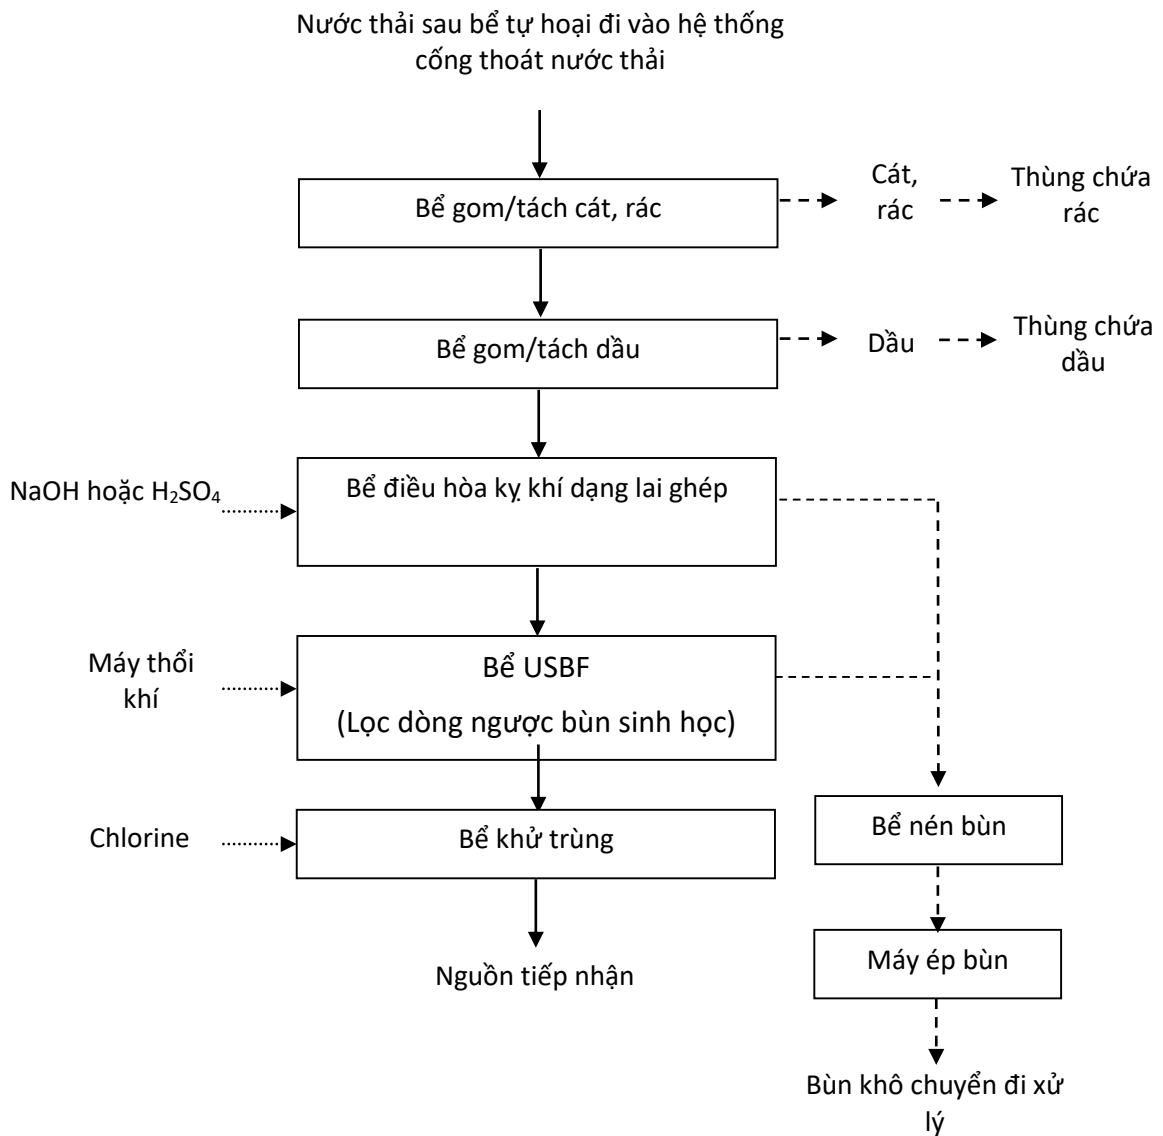 Nước thải sau bể tự hoại đi vào hệ thống
cống thoát nước thải
Bể gom/tách cát, rác
Cát,
rác
Thùng chứa
rác
Bể gom/tách dầu
Dầu
Thùng chứa
dầu
NaOH hoặc H₂SO₄
Bể điều hòa kỵ khí dạng lai ghép
Máy thổi
khí
Bể USBF
(Lọc dòng ngược bùn sinh học)
Chlorine
Bể khử trùng
Bể nén bùn
Nguồn tiếp nhận
Máy ép bùn
Bùn khô chuyển đi xử
lý